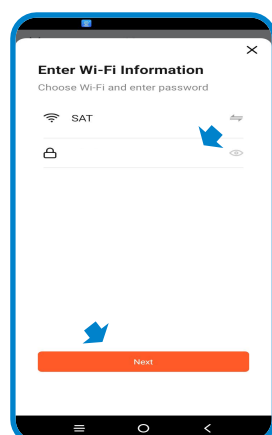 Enter Wi-Fi Information
Choose Wi-Fi and enter password
SAT
Next